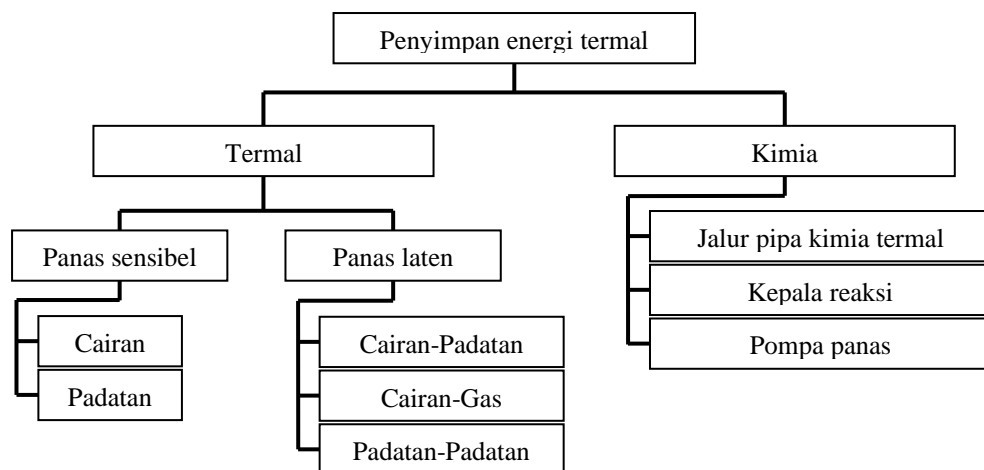 Penyimpan energi termal
Termal
Kimia
Panas sensibel
Panas laten
Cairan
Padatan
Cairan-Padatan
Cairan-Gas
Padatan-Padatan
Jalur pipa kimia termal
Kepala reaksi
Pompa panas